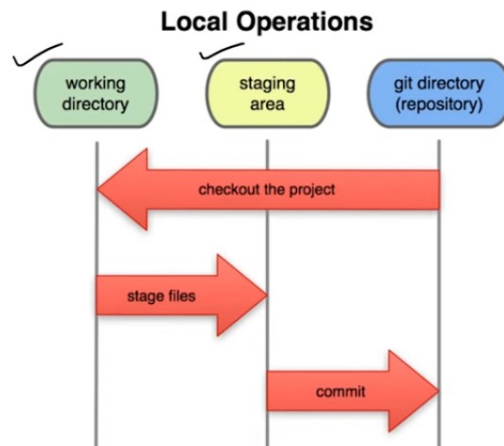 Local Operations
working
directory
staging
area
git directory
(repository)
checkout the project
stage files
commit